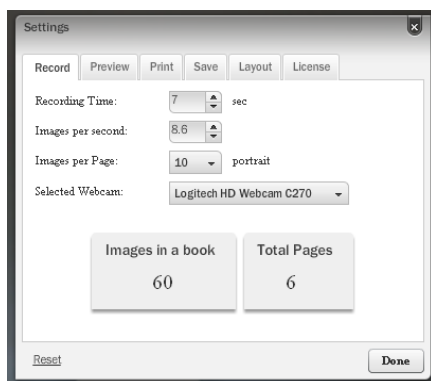 Settings
x
Record Preview Print Save Layout License
Recording Time: 7 sec
Images per second: 8.6
Images per Page: 10 portrait
Selected Webcam: Logitech HD Webcam C270
Images in a book Total Pages
60 6
Reset Done